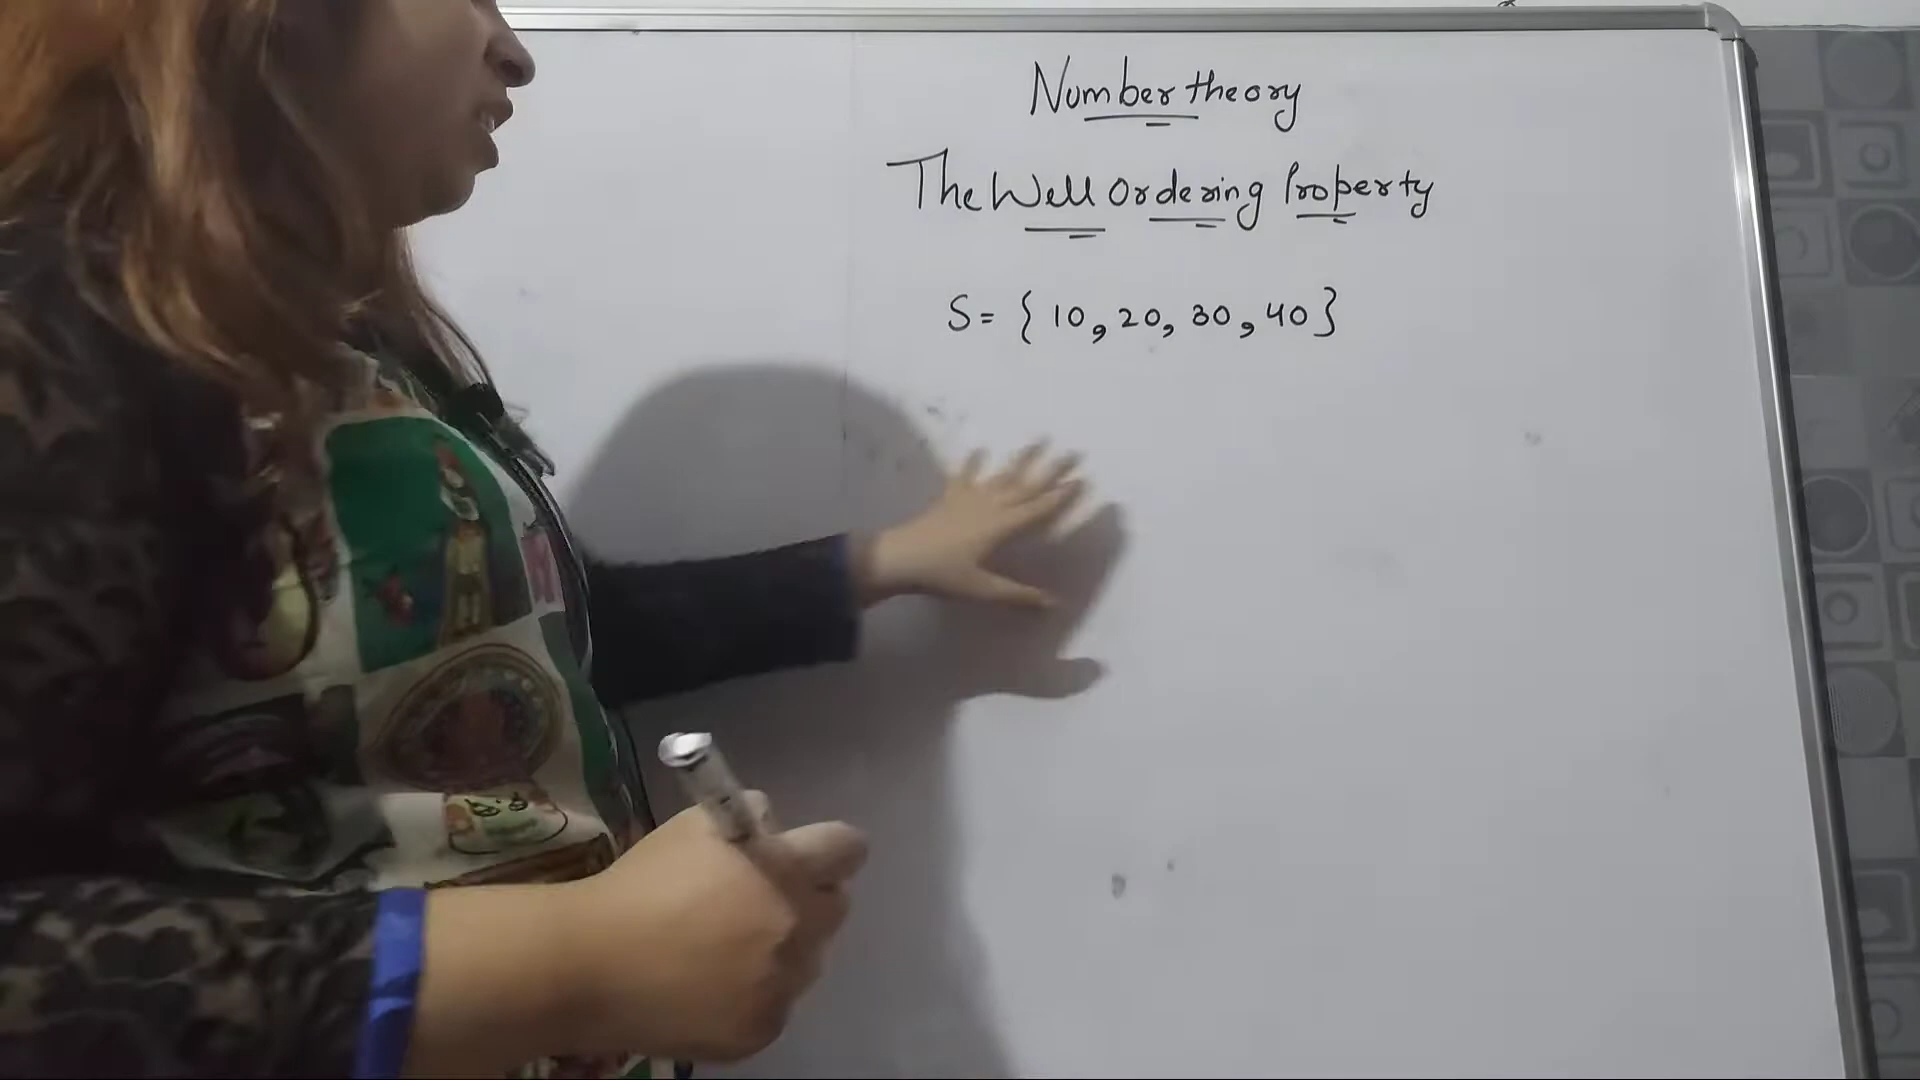 Number theory
The Well Ordering Property
S = { 10, 20, 30, 40 }